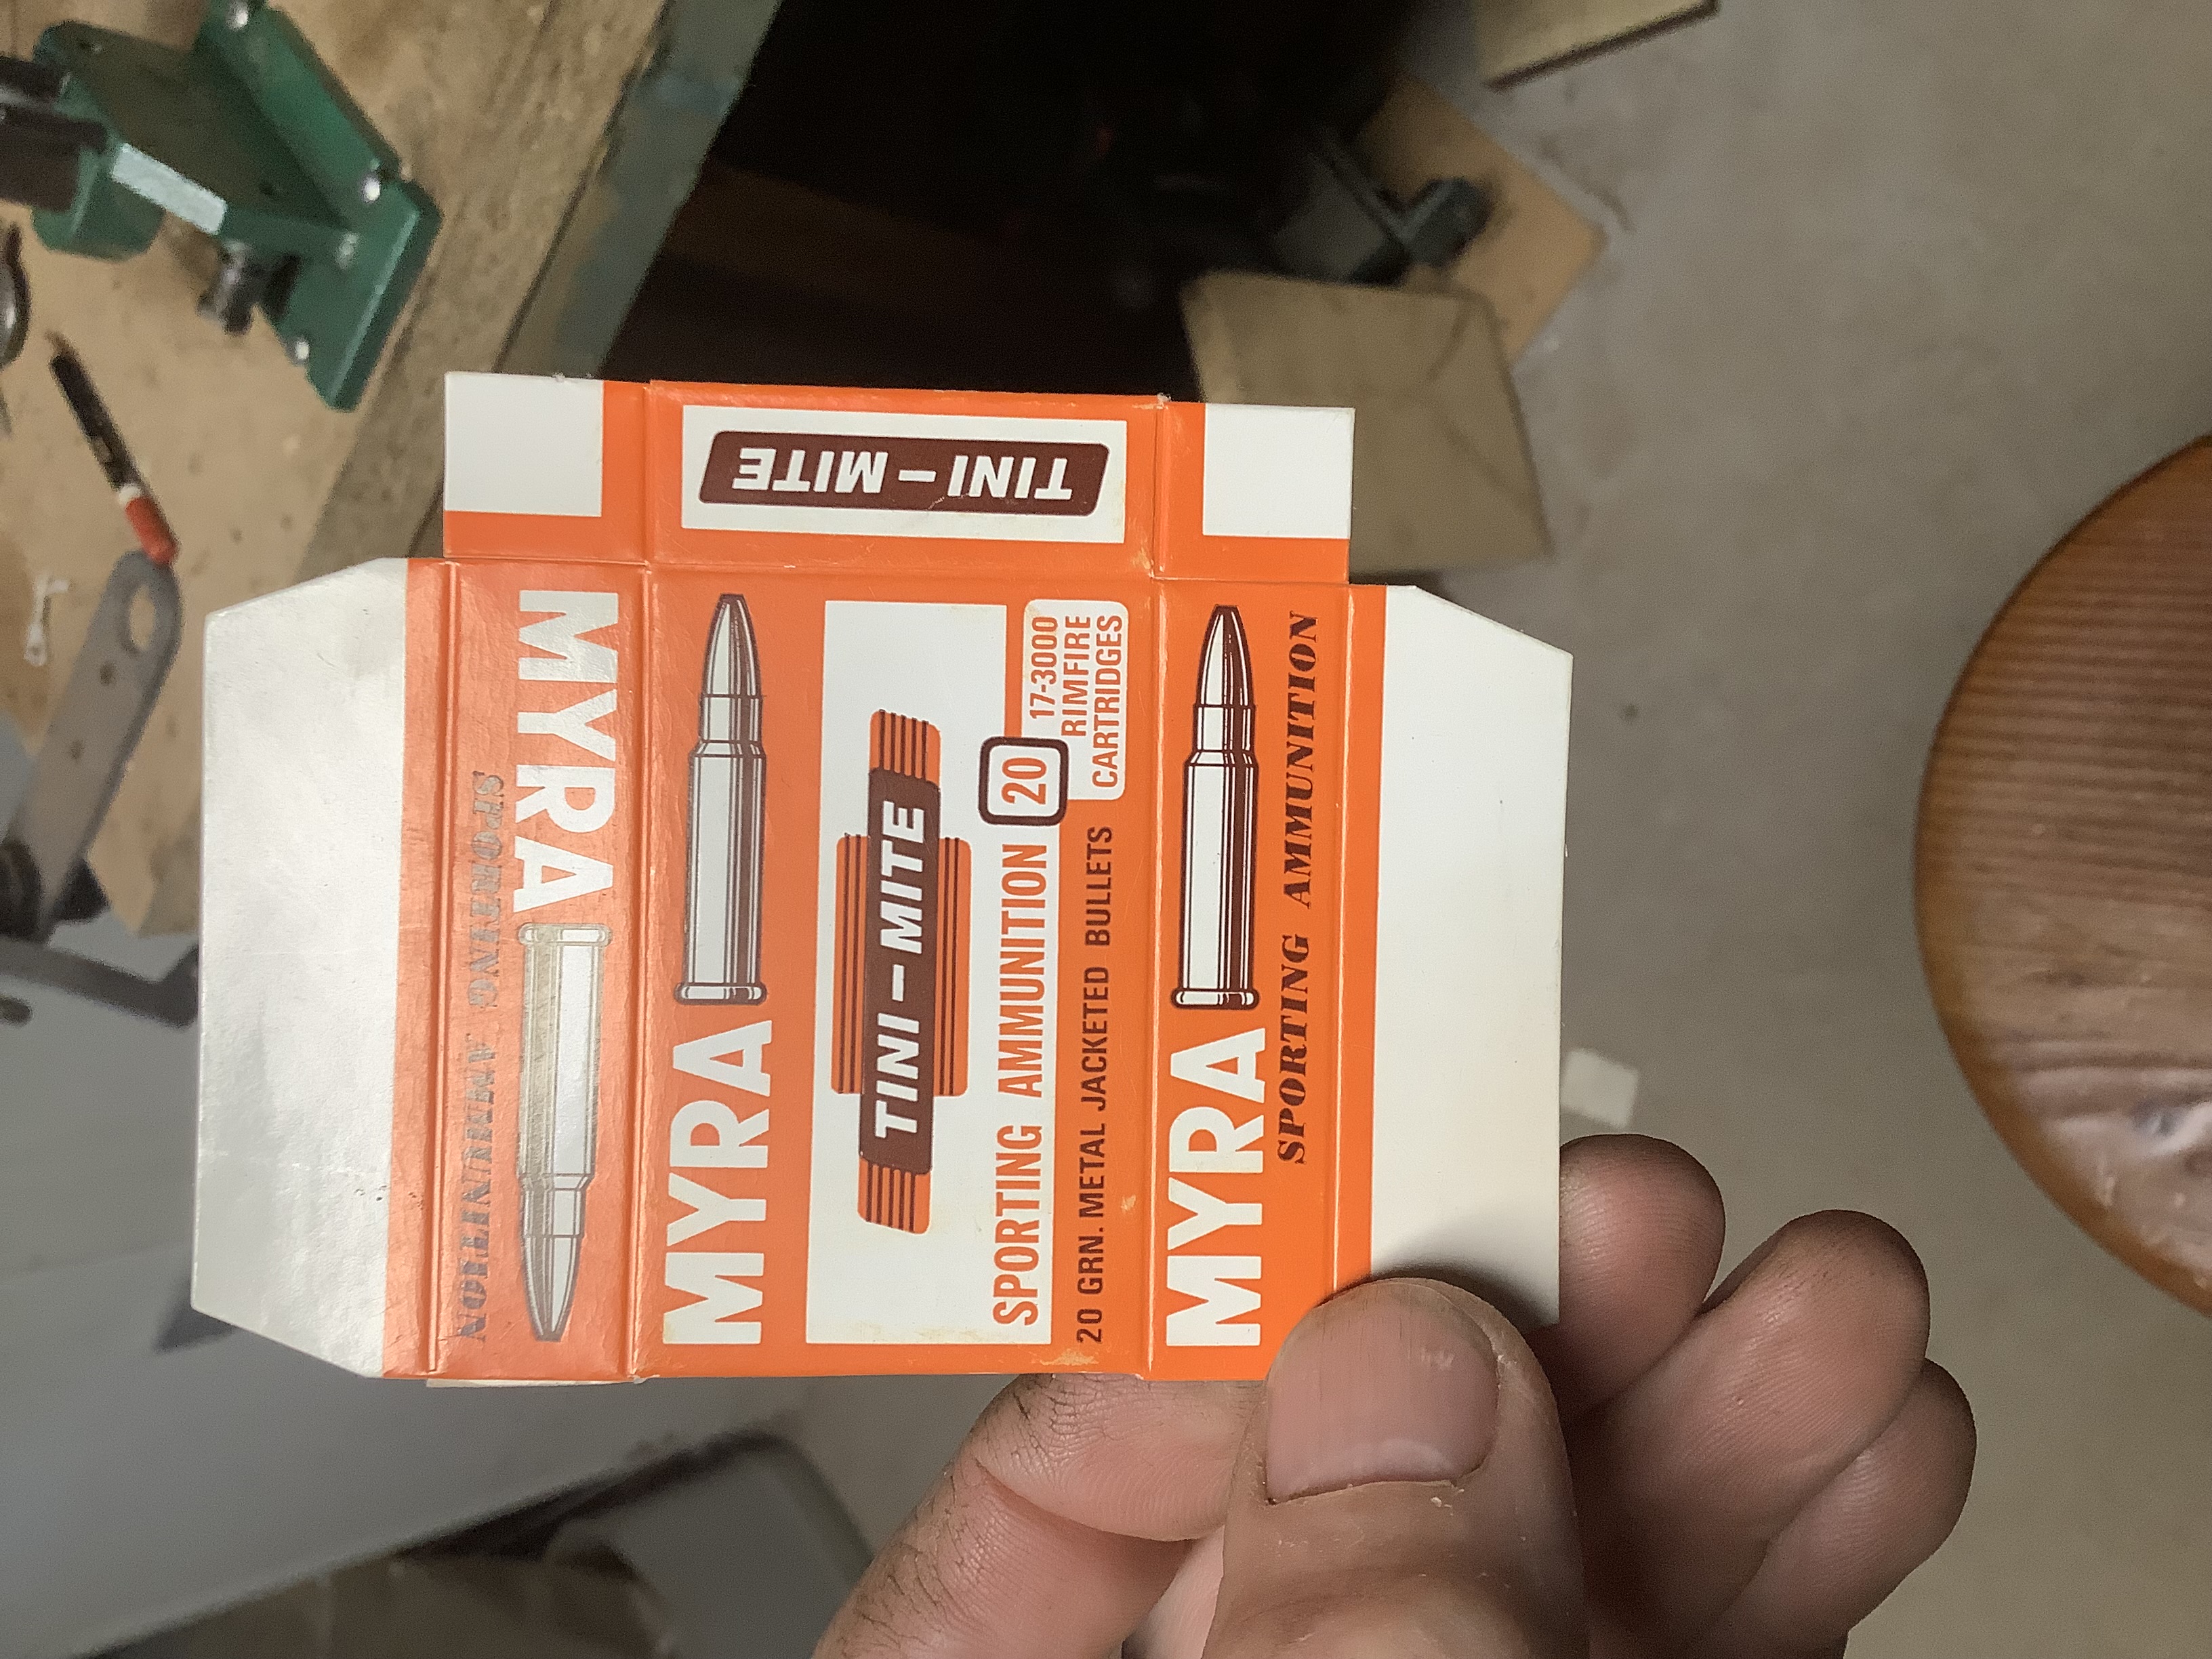 TINI-MITE
MYRA
SPORTING AMMUNITION
MYRA
TINI-MITE
SPORTING AMMUNITION
20
17-3000
RIMFIRE
CARTRIDGES
20 GRN. METAL JACKETED BULLETS
MYRA
SPORTING AMMUNITION